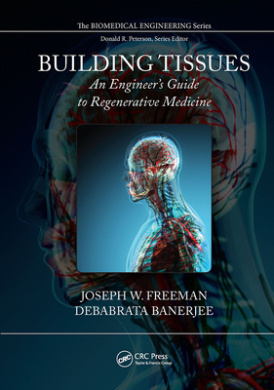 The BIOMEDICAL ENGINEERING Series
Donald R. Peterson, Series Editor
BUILDING TISSUES
An Engineer's Guide
to Regenerative Medicine
JOSEPH W. FREEMAN
DEBABRATA BANERJEE
CRC Press
Taylor & Francis Group